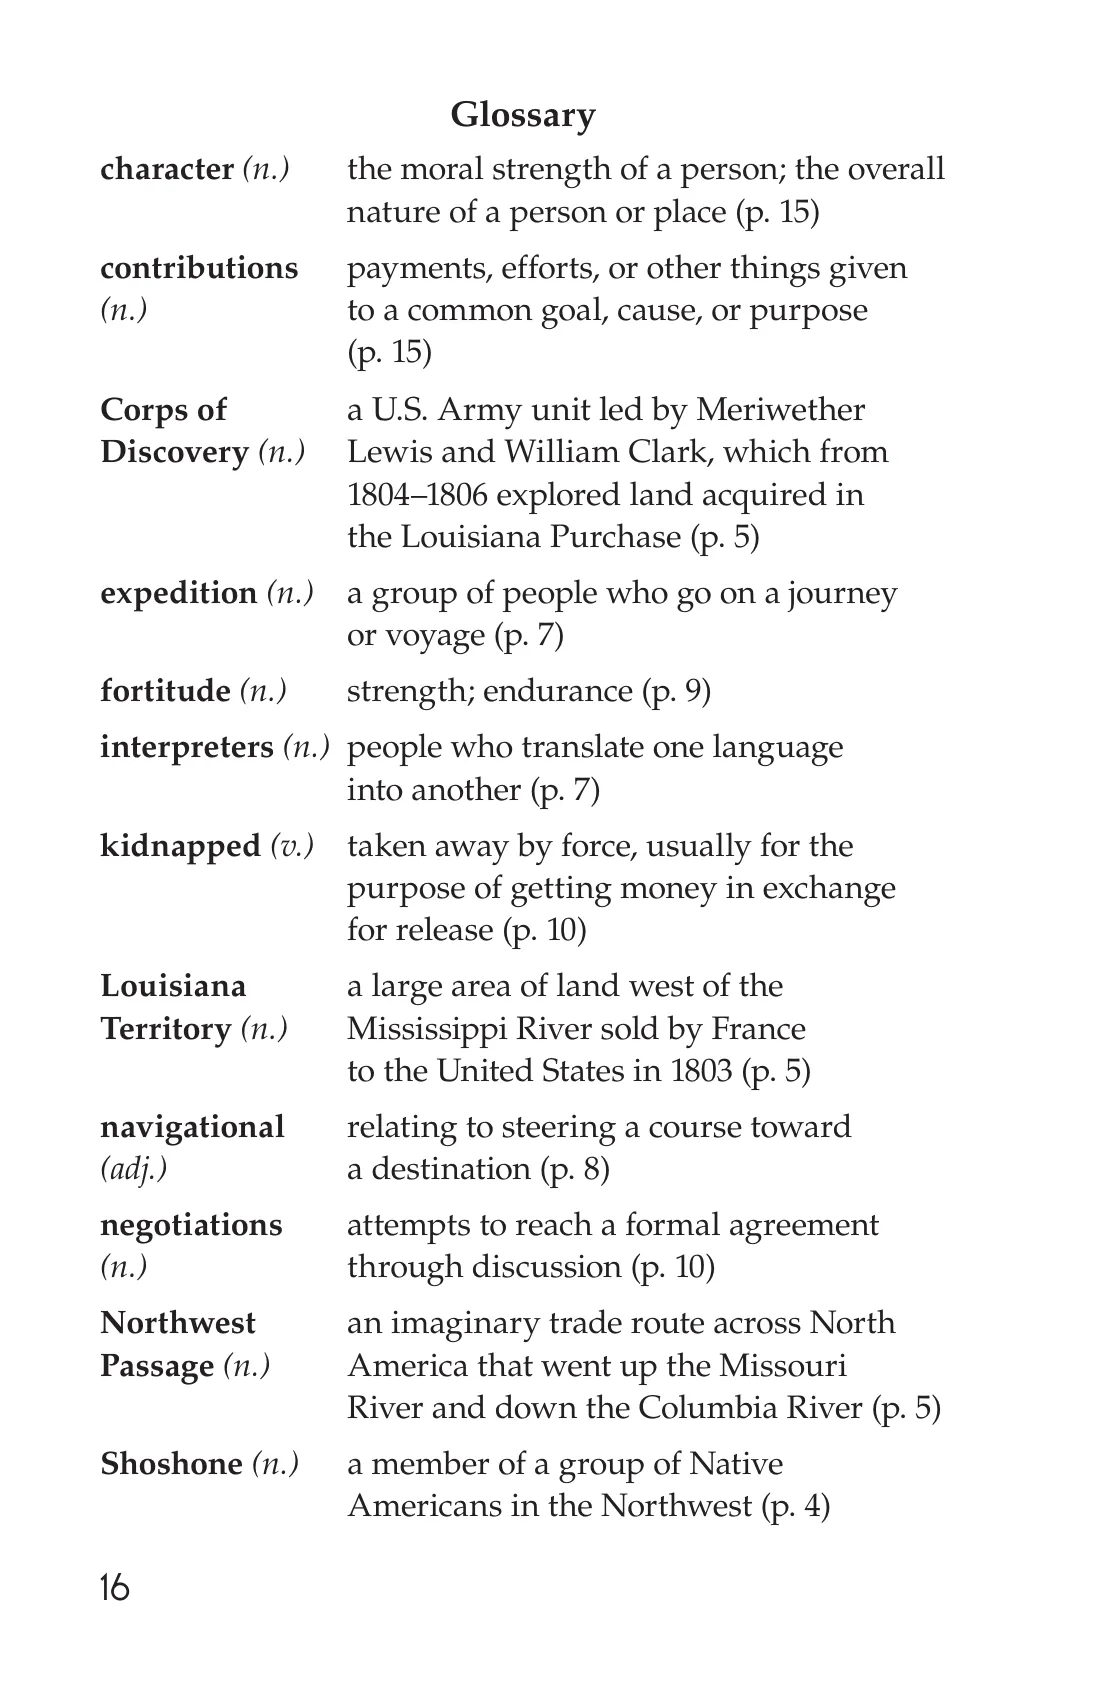 Glossary
character (n.) the moral strength of a person; the overall
nature of a person or place (p. 15)
contributions payments, efforts, or other things given
(n.) to a common goal, cause, or purpose
(p. 15)
Corps of a U.S. Army unit led by Meriwether
Discovery (n.) Lewis and William Clark, which from
1804–1806 explored land acquired in
the Louisiana Purchase (p. 5)
expedition (n.) a group of people who go on a journey
or voyage (p. 7)
fortitude (n.) strength; endurance (p. 9)
interpreters (n.) people who translate one language
into another (p. 7)
kidnapped (v.) taken away by force, usually for the
purpose of getting money in exchange
for release (p. 10)
Louisiana a large area of land west of the
Territory (n.) Mississippi River sold by France
to the United States in 1803 (p. 5)
navigational relating to steering a course toward
(adj.) a destination (p. 8)
negotiations attempts to reach a formal agreement
(n.) through discussion (p. 10)
Northwest an imaginary trade route across North
Passage (n.) America that went up the Missouri
River and down the Columbia River (p. 5)
Shoshone (n.) a member of a group of Native
Americans in the Northwest (p. 4)
16